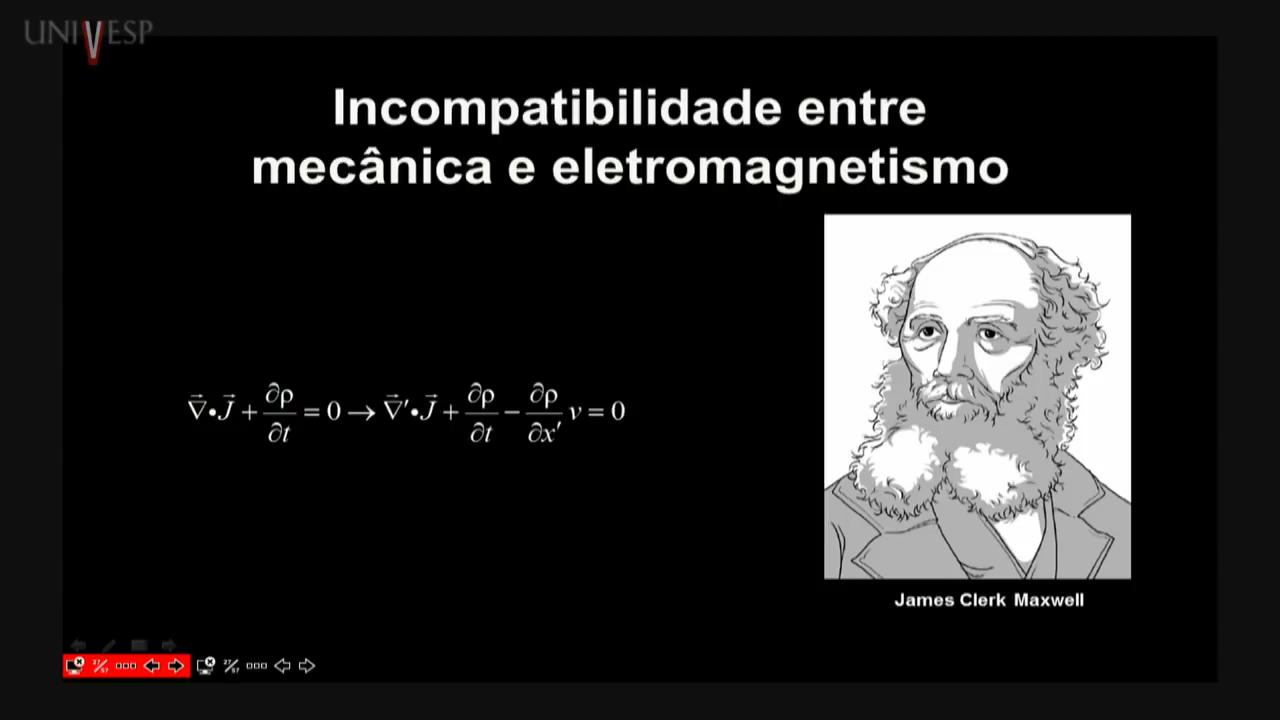 UNIVESP
Incompatibilidade entre
mecânica e eletromagnetismo
∇⃗•J⃗ + ∂ρ/∂t = 0 → ∇⃗′•J⃗ + ∂ρ/∂t − ∂ρ/∂x′ v = 0
James Clerk Maxwell